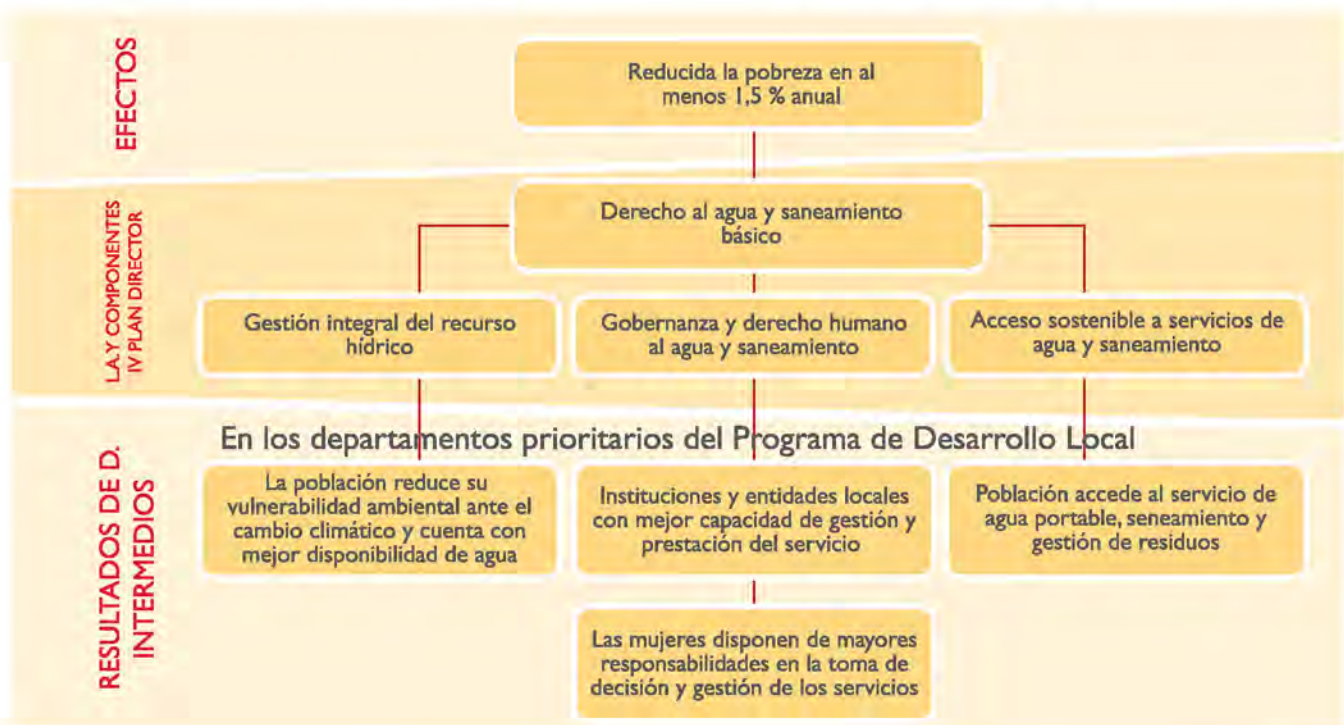 EFECTOS
Reducida la pobreza en al
menos 1,5 % anual
L.A.Y COMPONENTES
IV PLAN DIRECTOR
Derecho al agua y saneamiento
básico
Gestión integral del recurso
hídrico
Gobernanza y derecho humano
al agua y saneamiento
Acceso sostenible a servicios de
agua y saneamiento
RESULTADOS DE D.
INTERMEDIOS
En los departamentos prioritarios del Programa de Desarrollo Local
La población reduce su
vulnerabilidad ambiental ante el
cambio climático y cuenta con
mejor disponibilidad de agua
Instituciones y entidades locales
con mejor capacidad de gestión y
prestación del servicio
Población accede al servicio de
agua portable, seneamiento y
gestión de residuos
Las mujeres disponen de mayores
responsabilidades en la toma de
decisión y gestión de los servicios